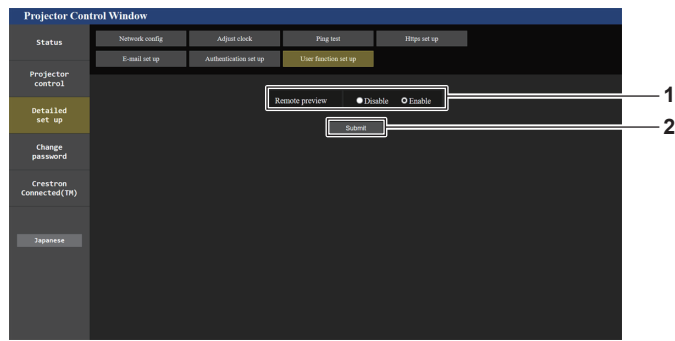 Projector Control Window
Status
Network config
Adjust clock
Ping test
Https set up
E-mail set up
Authentication set up
User function set up
Projector
control
Detailed
set up
Change
password
Crestron
Connected(TM)
Japanese
Remote preview
Disable
Enable
1
Submit
2